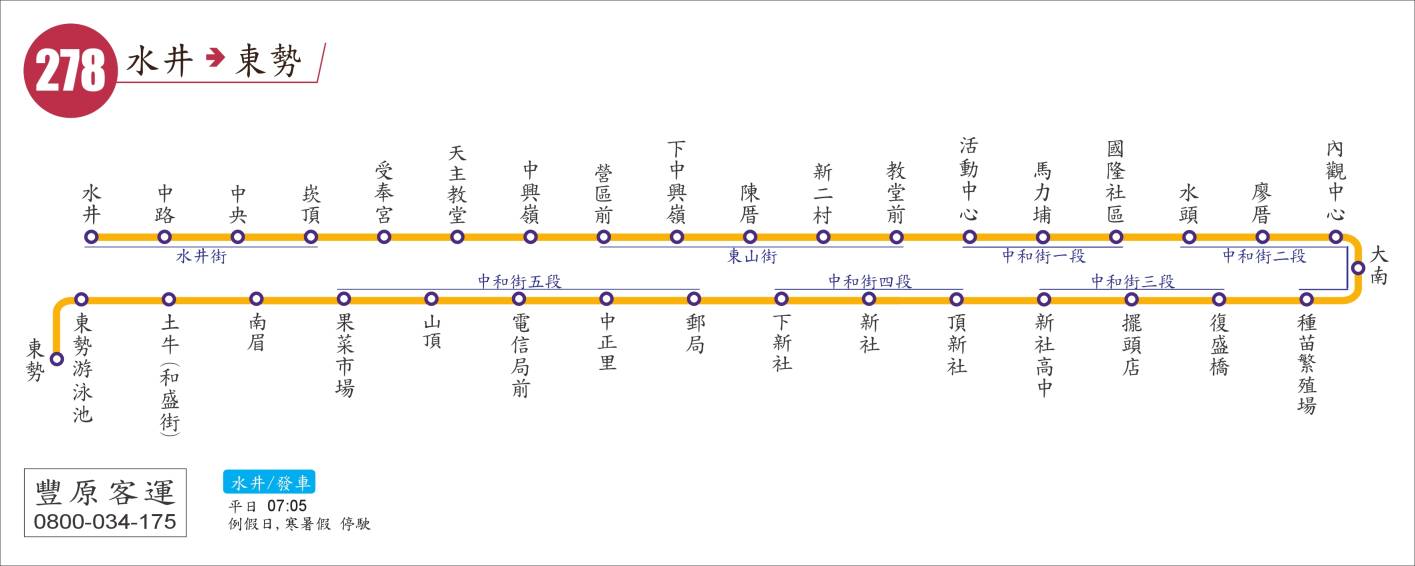 278 水井➔東勢
水井
中路
中央
崁頂
受奉宮
天主教堂
中興嶺
營區前
下中興嶺
陳厝
新二村
教堂前
活動中心
馬力埔
國隆社區
水頭
廖厝
內觀中心
水井街
東山街
中和街一段
中和街二段
大南
中和街五段
中和街四段
中和街三段
東勢
東勢游泳池
土牛(和盛街)
南眉
果菜市場
山頂
電信局前
中正里
郵局
下新社
新社
頂新社
新社高中
擺頭店
復盛橋
種苗繁殖場
豐原客運
0800-034-175
水井/發車
平日 07:05
例假日,寒暑假 停駛